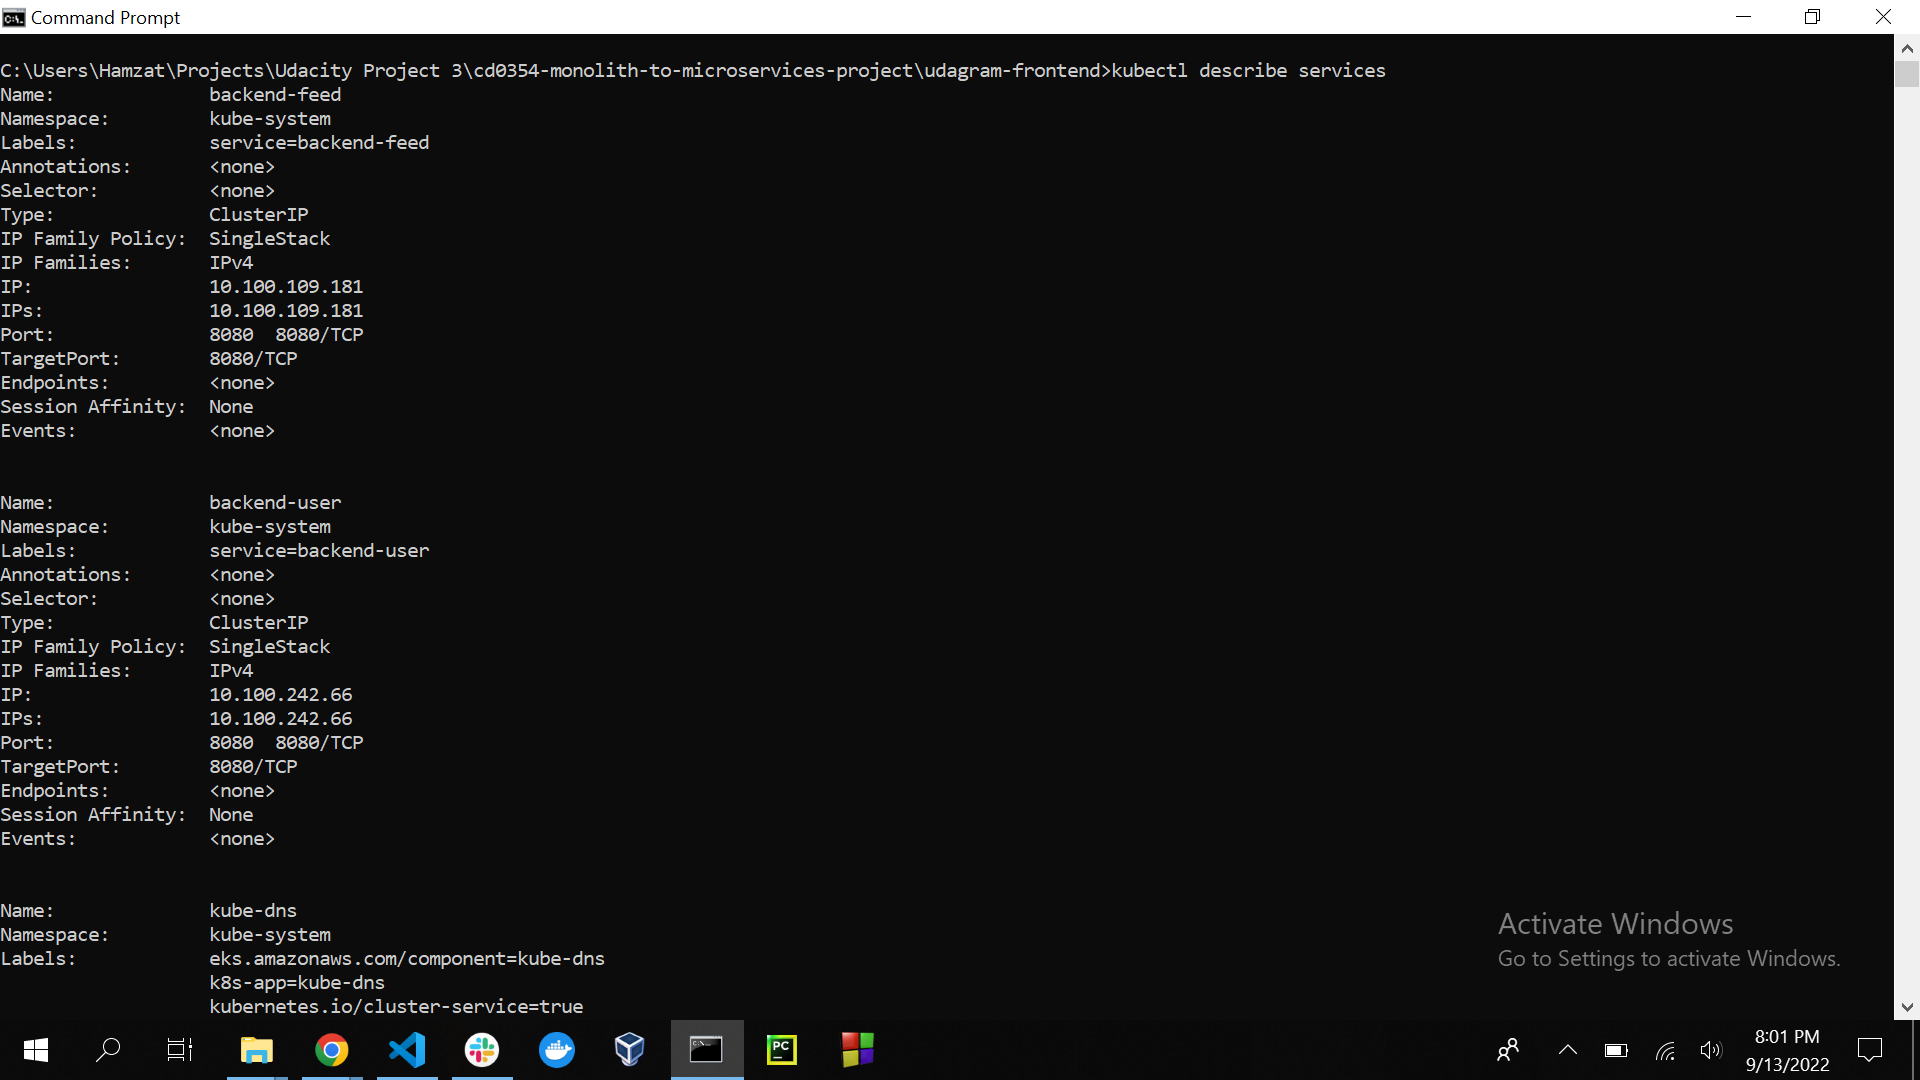 Command Prompt
C:\Users\Hamzat\Projects\Udacity Project 3\cd0354-monolith-to-microservices-project\udagram-frontend>kubectl describe services
Name:              backend-feed
Namespace:         kube-system
Labels:            service=backend-feed
Annotations:       <none>
Selector:          <none>
Type:              ClusterIP
IP Family Policy:  SingleStack
IP Families:       IPv4
IP:                10.100.109.181
IPs:               10.100.109.181
Port:              8080  8080/TCP
TargetPort:        8080/TCP
Endpoints:         <none>
Session Affinity:  None
Events:            <none>
Name:              backend-user
Namespace:         kube-system
Labels:            service=backend-user
Annotations:       <none>
Selector:          <none>
Type:              ClusterIP
IP Family Policy:  SingleStack
IP Families:       IPv4
IP:                10.100.242.66
IPs:               10.100.242.66
Port:              8080  8080/TCP
TargetPort:        8080/TCP
Endpoints:         <none>
Session Affinity:  None
Events:            <none>
Name:              kube-dns
Namespace:         kube-system
Labels:            eks.amazonaws.com/component=kube-dns
                   k8s-app=kube-dns
                   kubernetes.io/cluster-service=true
Activate Windows
Go to Settings to activate Windows.
PC
8:01 PM
9/13/2022